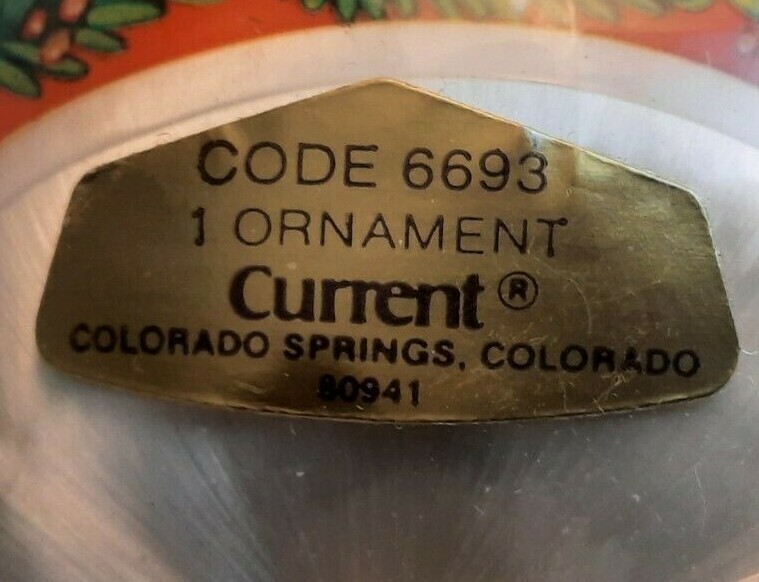 CODE 6693
1 ORNAMENT
Current®
COLORADO SPRINGS, COLORADO
80941